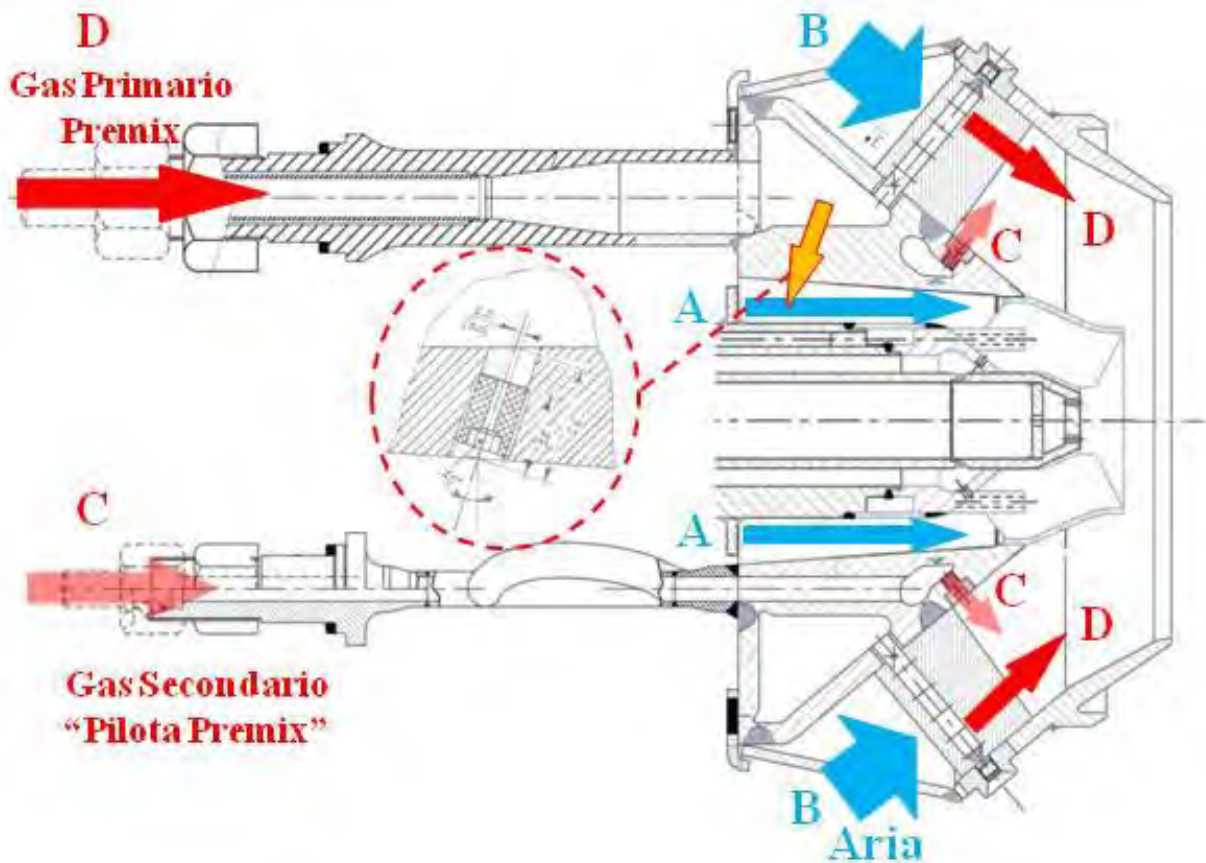 D
Gas Primario
Premix
B
C
D
A
A
C
C
D
Gas Secondario
“Pilota Premix”
B
Aria